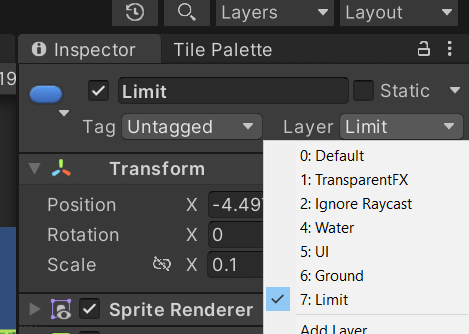 Layers Layout
Inspector Tile Palette
19
Limit Static
Tag Untagged Layer Limit
Transform
Position X -4.497
Rotation X 0
Scale X 0.1
Sprite Renderer
0: Default
1: TransparentFX
2: Ignore Raycast
4: Water
5: UI
6: Ground
7: Limit
Add Layer